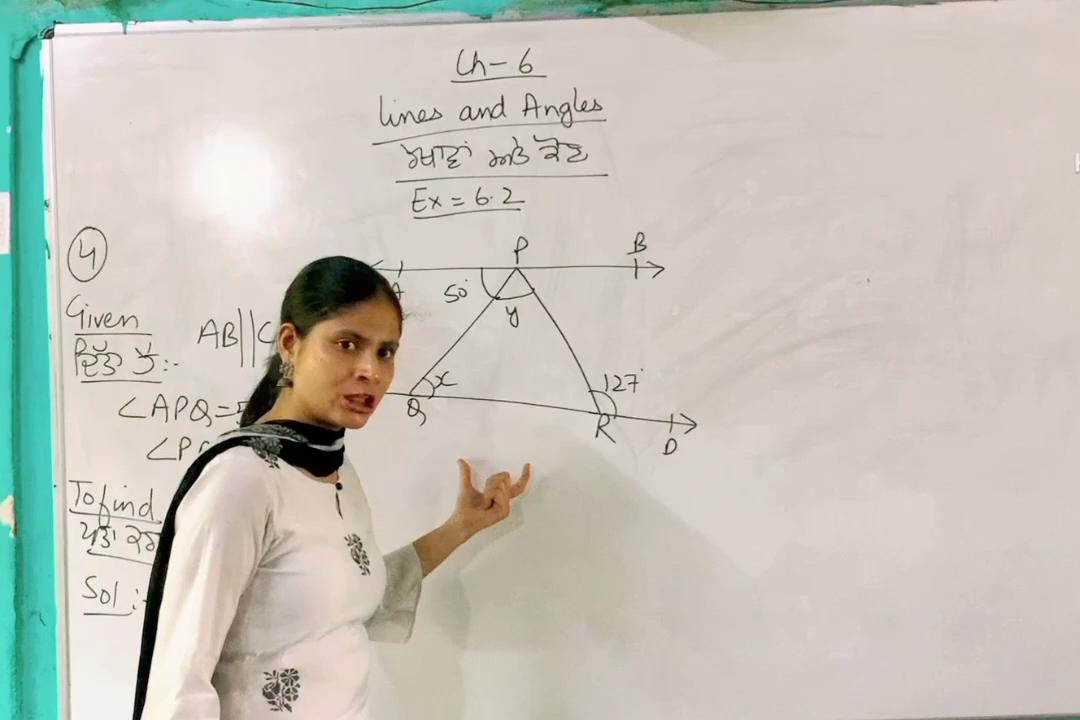 Ch-6
Lines and Angles
ਰੇਖਾਵਾਂ ਅਤੇ ਕੋਣ
Ex = 6.2
4
P
B
A
50°
y
Given
ਦਿੱਤਾ ਹੈ :-
AB||C
x
127°
Q
R
D
∠APQ=5
∠P
To find
ਪਤਾ
Sol :-